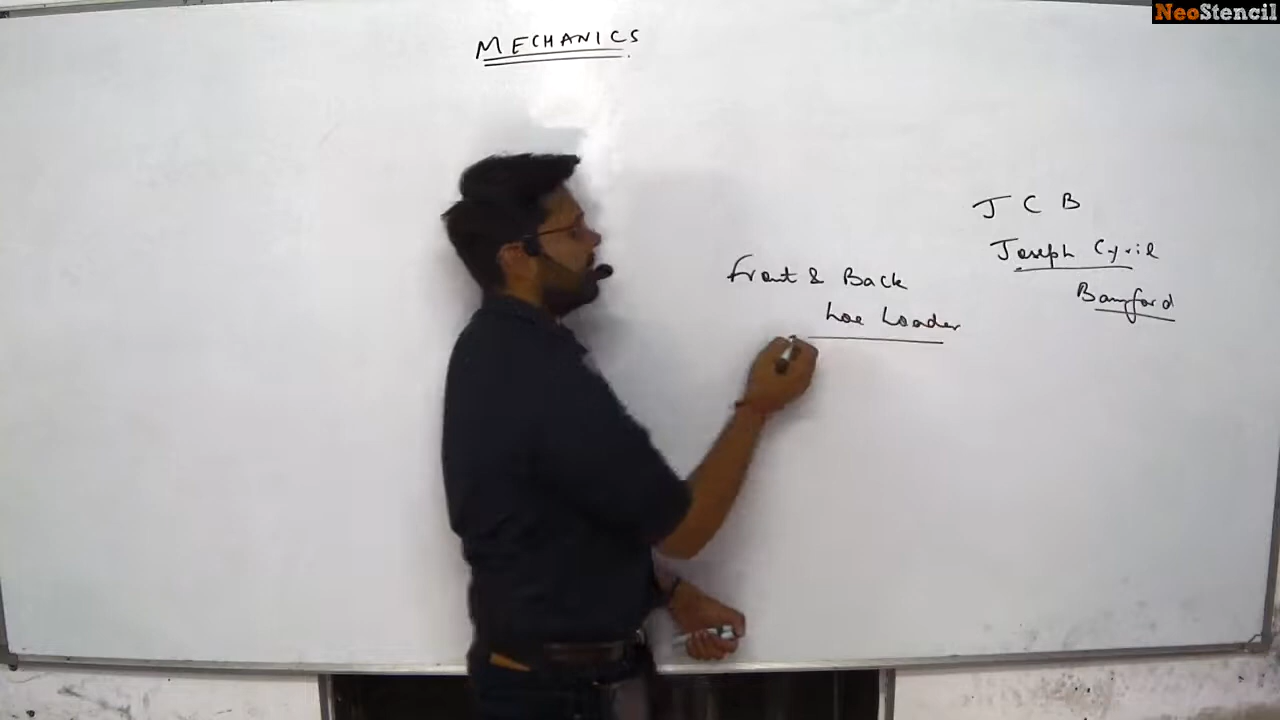 NeoStencil
MECHANICS
J C B
Joseph Cyril
Bamford
Front & Back
hoe Loader